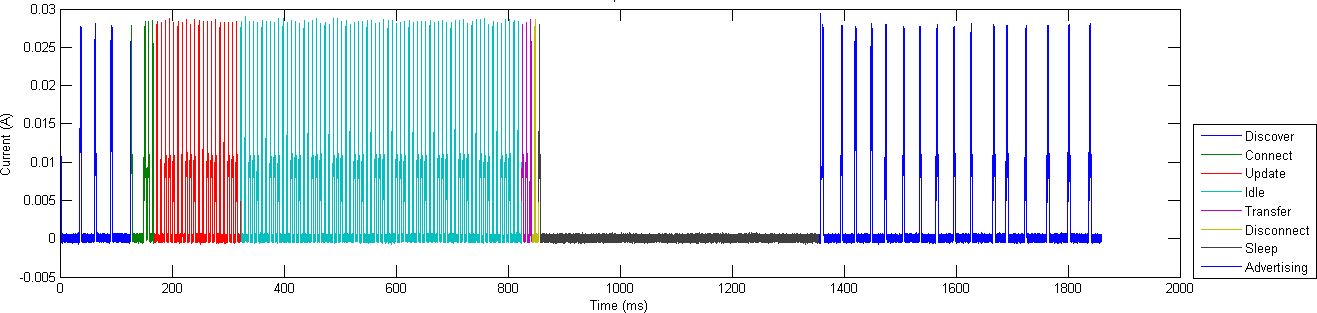 0.03
0.025
0.02
0.015
0.01
0.005
0
-0.005
Current (A)
0 200 400 600 800 1000 1200 1400 1600 1800 2000
Time (ms)
Discover
Connect
Update
Idle
Transfer
Disconnect
Sleep
Advertising